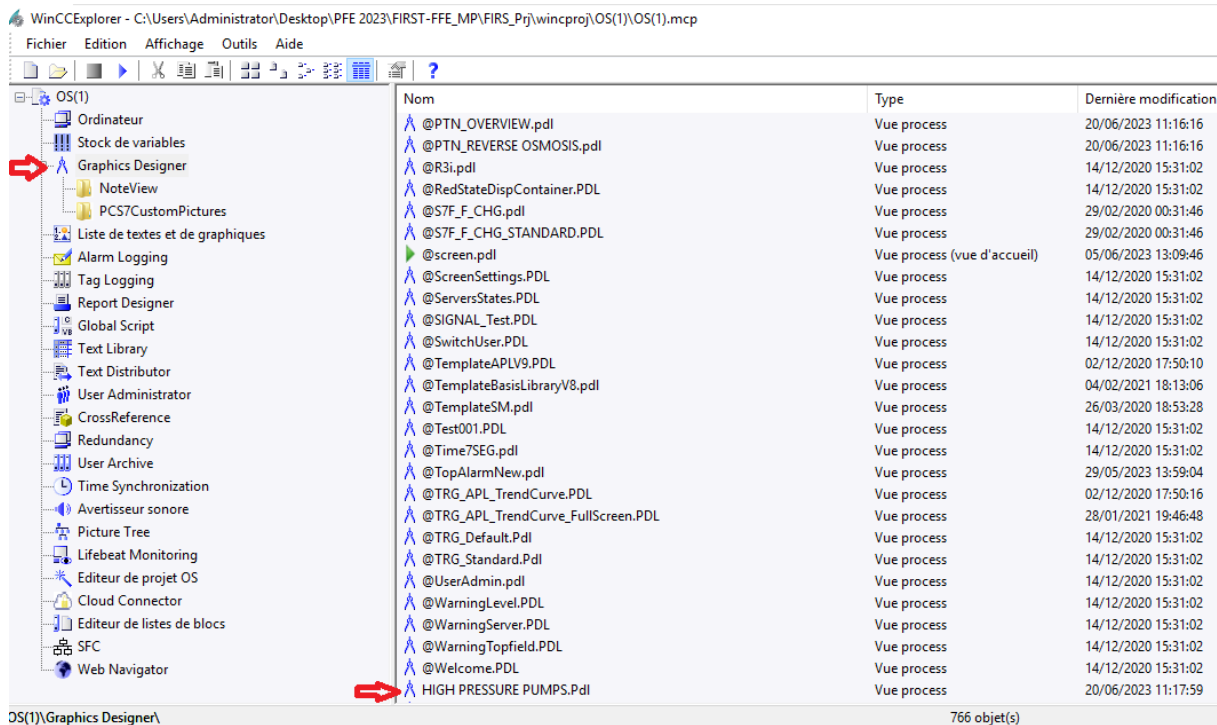 WinCCExplorer - C:\Users\Administrator\Desktop\PFE 2023\FIRST-FFE_MP\FIRS_Prj\wincproj\OS(1)\OS(1).mcp
Fichier Edition Affichage Outils Aide
OS(1)
Ordinateur
Stock de variables
Graphics Designer
NoteView
PCS7CustomPictures
Liste de textes et de graphiques
Alarm Logging
Tag Logging
Report Designer
Global Script
Text Library
Text Distributor
User Administrator
CrossReference
Redundancy
User Archive
Time Synchronization
Avertisseur sonore
Picture Tree
Lifebeat Monitoring
Editeur de projet OS
Cloud Connector
Editeur de listes de blocs
SFC
Web Navigator
Nom Type Dernière modification
@PTN_OVERVIEW.pdl Vue process 20/06/2023 11:16:16
@PTN_REVERSE OSMOSIS.pdl Vue process 20/06/2023 11:16:16
@R3i.pdl Vue process 14/12/2020 15:31:02
@RedStateDispContainer.PDL Vue process 14/12/2020 15:31:02
@S7F_F_CHG.pdl Vue process 29/02/2020 00:31:46
@S7F_F_CHG_STANDARD.PDL Vue process 29/02/2020 00:31:46
@screen.pdl Vue process (vue d'accueil) 05/06/2023 13:09:46
@ScreenSettings.PDL Vue process 14/12/2020 15:31:02
@ServersStates.PDL Vue process 14/12/2020 15:31:02
@SIGNAL_Test.PDL Vue process 14/12/2020 15:31:02
@SwitchUser.PDL Vue process 14/12/2020 15:31:02
@TemplateAPLV9.PDL Vue process 02/12/2020 17:50:10
@TemplateBasisLibraryV8.pdl Vue process 04/02/2021 18:13:06
@TemplateSM.pdl Vue process 26/03/2020 18:53:28
@Test001.PDL Vue process 14/12/2020 15:31:02
@Time7SEG.pdl Vue process 14/12/2020 15:31:02
@TopAlarmNew.pdl Vue process 29/05/2023 13:59:04
@TRG_APL_TrendCurve.PDL Vue process 02/12/2020 17:50:16
@TRG_APL_TrendCurve_FullScreen.PDL Vue process 28/01/2021 19:46:48
@TRG_Default.Pdl Vue process 14/12/2020 15:31:02
@TRG_Standard.Pdl Vue process 14/12/2020 15:31:02
@UserAdmin.pdl Vue process 14/12/2020 15:31:02
@WarningLevel.PDL Vue process 14/12/2020 15:31:02
@WarningServer.PDL Vue process 14/12/2020 15:31:02
@WarningTopfield.PDL Vue process 14/12/2020 15:31:02
@Welcome.PDL Vue process 14/12/2020 15:31:02
HIGH PRESSURE PUMPS.Pdl Vue process 20/06/2023 11:17:59
OS(1)\Graphics Designer\ 766 objet(s)